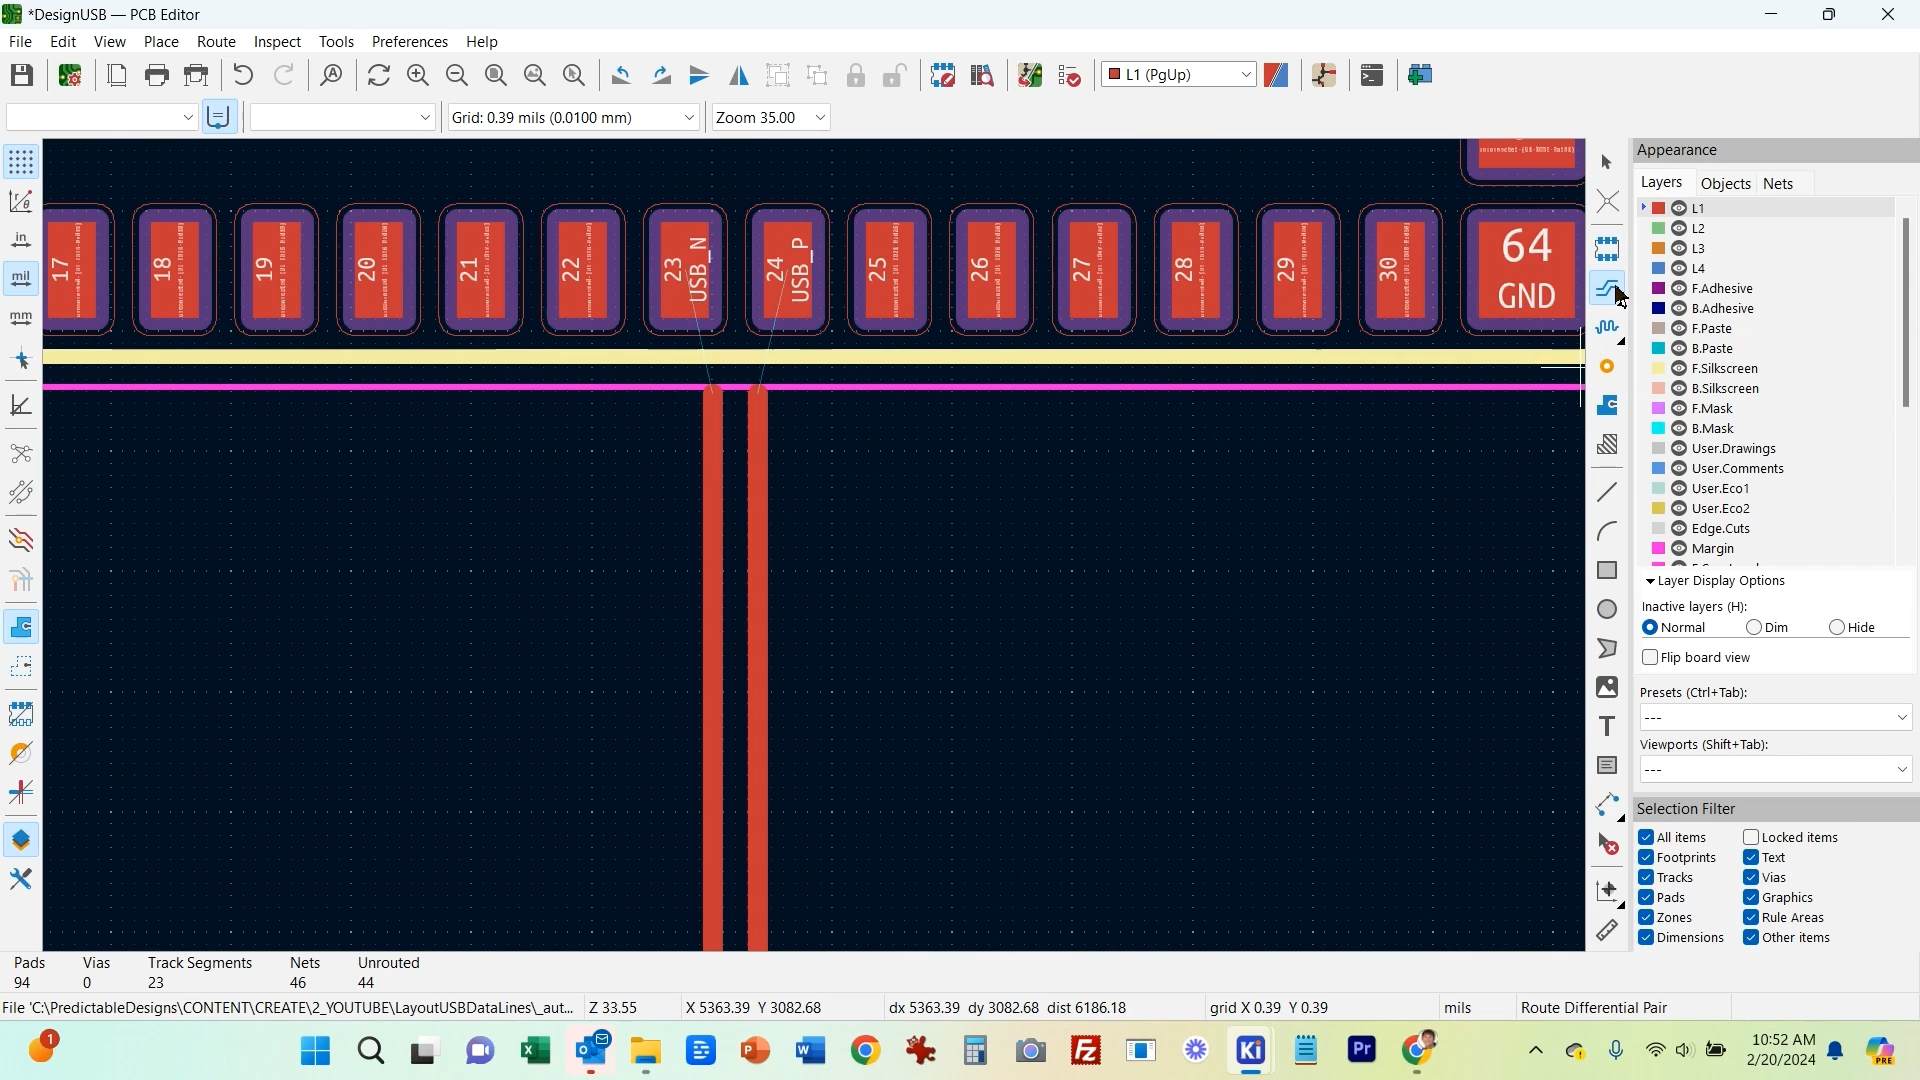 *DesignUSB — PCB Editor
File Edit View Place Route Inspect Tools Preferences Help
L1 (PgUp)
Grid: 0.39 mils (0.0100 mm)
Zoom 35.00
in
mil
mm
17
18
19
20
21
22
23
USB_N
24
USB_P
25
26
27
28
29
30
64
GND
Appearance
Layers Objects Nets
L1
L2
L3
L4
F.Adhesive
B.Adhesive
F.Paste
B.Paste
F.Silkscreen
B.Silkscreen
F.Mask
B.Mask
User.Drawings
User.Comments
User.Eco1
User.Eco2
Edge.Cuts
Margin
Layer Display Options
Inactive layers (H):
Normal Dim Hide
Flip board view
Presets (Ctrl+Tab):
---
Viewports (Shift+Tab):
---
Selection Filter
All items Locked items
Footprints Text
Tracks Vias
Pads Graphics
Zones Rule Areas
Dimensions Other items
Pads Vias Track Segments Nets Unrouted
94 0 23 46 44
File 'C:\PredictableDesigns\CONTENT\CREATE\2_YOUTUBE\LayoutUSBDataLines\_aut... Z 33.55 X 5363.39 Y 3082.68 dx 5363.39 dy 3082.68 dist 6186.18 grid X 0.39 Y 0.39 mils Route Differential Pair
1
Ki
Pr
10:52 AM
2/20/2024
PRE